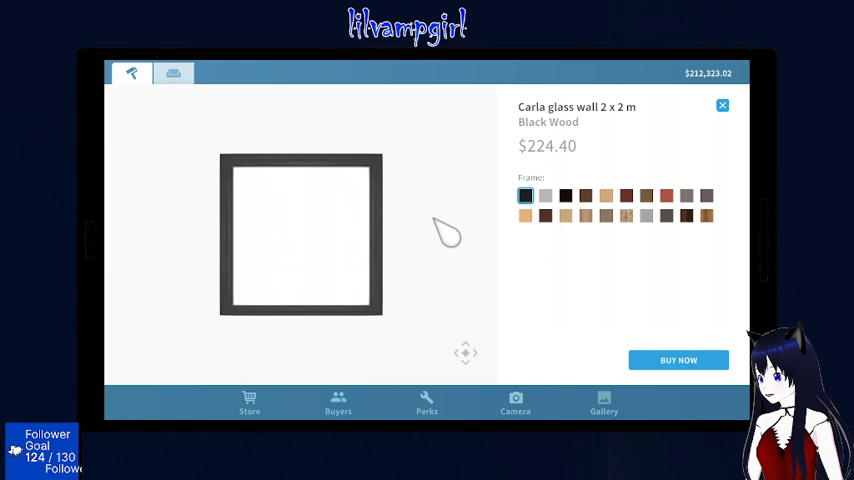 lilvampgirl
$212,323.02
Carla glass wall 2 x 2 m
Black Wood
$224.40
Frame:
BUY NOW
Store
Buyers
Perks
Camera
Gallery
Follower
Goal
124 / 130
Followe